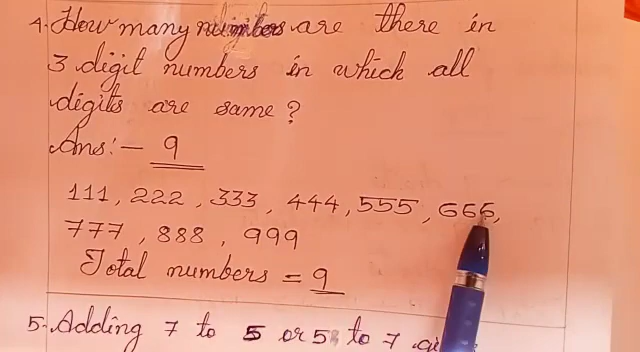 4. How many numbers are there in
3 digit numbers in which all
digits are same?
Ans:- 9
111, 222, 333, 444, 555, 666,
777, 888, 999
Total numbers = 9
5. Adding 7 to 5 or 5 to 7